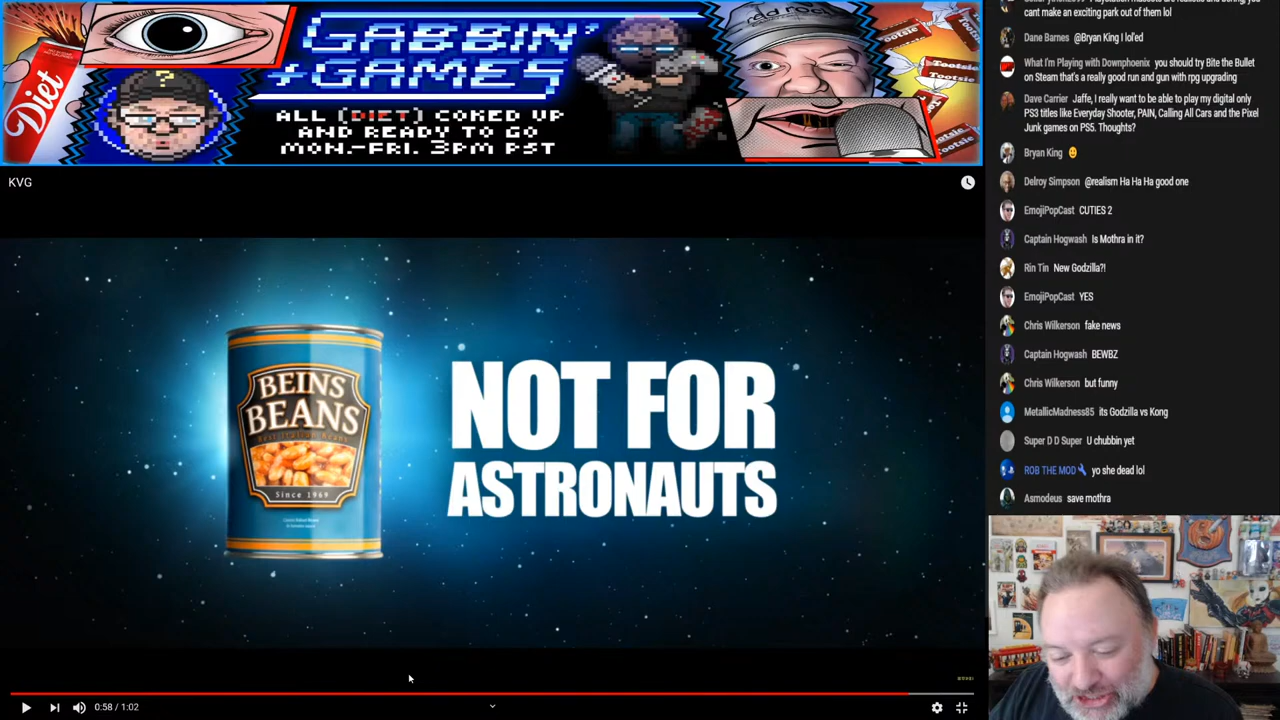 GABBIN'
+GAMES
ALL (DIET) COKED UP
AND READY TO GO
MON.-FRI. 3PM PST
Diet
?
Tootsie
Tootsie
Tootsie
Tootsie
KVG
BEINS
BEANS
Since 1969
NOT FOR
ASTRONAUTS
0:58 / 1:02
cant make an exciting park out of them lol
Dane Barnes @Bryan King I lol'ed
What I'm Playing with Downphoenix you should try Bite the Bullet
on Steam that's a really good run and gun with rpg upgrading
Dave Carrier Jaffe, I really want to be able to play my digital only
PS3 titles like Everyday Shooter, PAIN, Calling All Cars and the Pixel
Junk games on PS5. Thoughts?
Bryan King 🙂
Delroy Simpson @realism Ha Ha Ha good one
EmojiPopCast CUTIES 2
Captain Hogwash Is Mothra in it?
Rin Tin New Godzilla?!
EmojiPopCast YES
Chris Wilkerson fake news
Captain Hogwash BEWBZ
Chris Wilkerson but funny
MetallicMadness85 its Godzilla vs Kong
Super D D Super U chubbin yet
ROB THE MOD yo she dead lol
Asmodeus save mothra